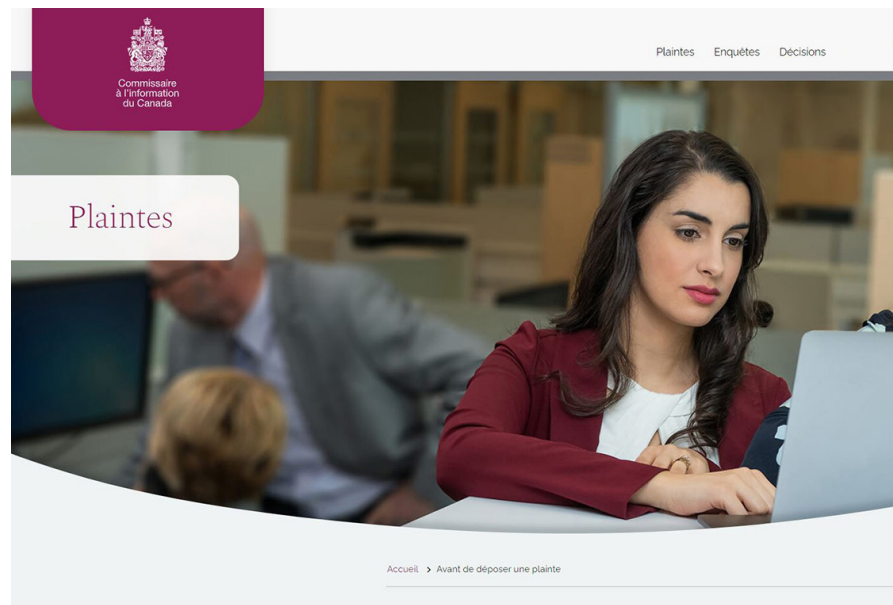 Commissaire
à l'information
du Canada
Plaintes Enquêtes Décisions
Plaintes
Accueil > Avant de déposer une plainte